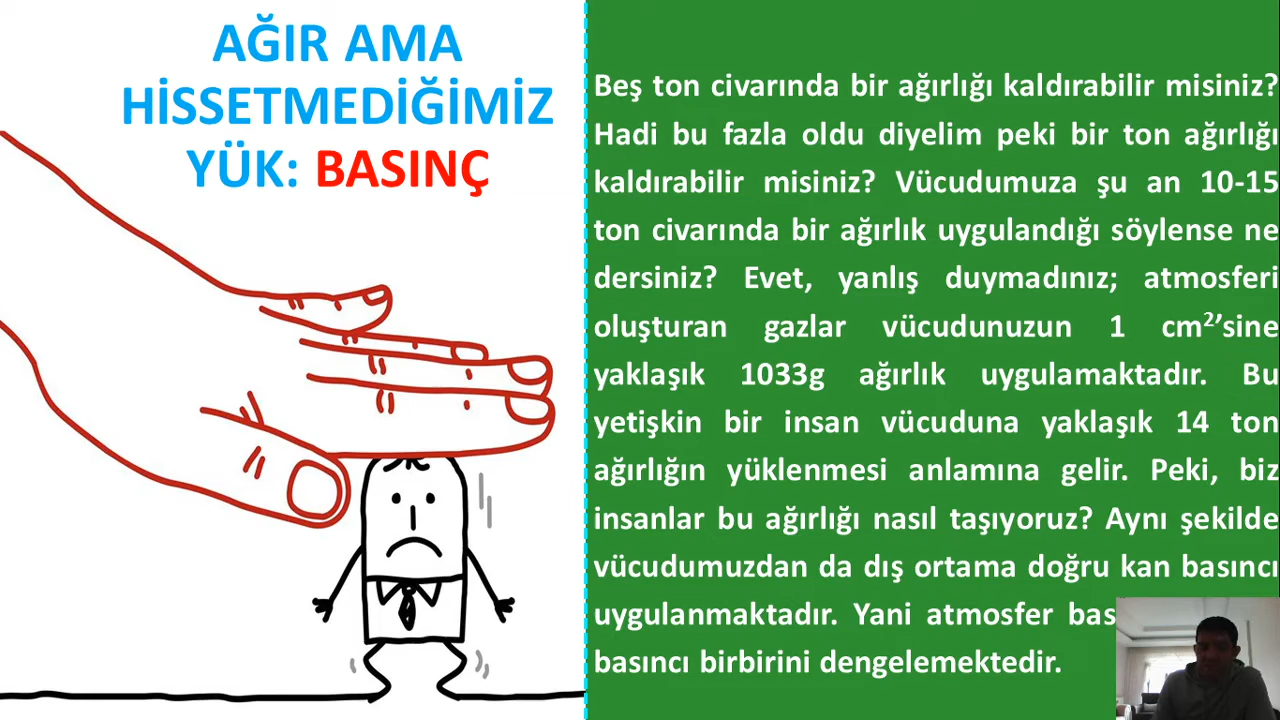 AĞIR AMA
HİSSETMEDİĞİMİZ
YÜK: BASINÇ
Beş ton civarında bir ağırlığı kaldırabilir misiniz?
Hadi bu fazla oldu diyelim peki bir ton ağırlığı
kaldırabilir misiniz? Vücudumuza şu an 10-15
ton civarında bir ağırlık uygulandığı söylense ne
dersiniz? Evet, yanlış duymadınız; atmosferi
oluşturan gazlar vücudunuzun 1 cm²’sine
yaklaşık 1033g ağırlık uygulamaktadır. Bu
yetişkin bir insan vücuduna yaklaşık 14 ton
ağırlığın yüklenmesi anlamına gelir. Peki, biz
insanlar bu ağırlığı nasıl taşıyoruz? Aynı şekilde
vücudumuzdan da dış ortama doğru kan basıncı
uygulanmaktadır. Yani atmosfer bas
basıncı birbirini dengelemektedir.